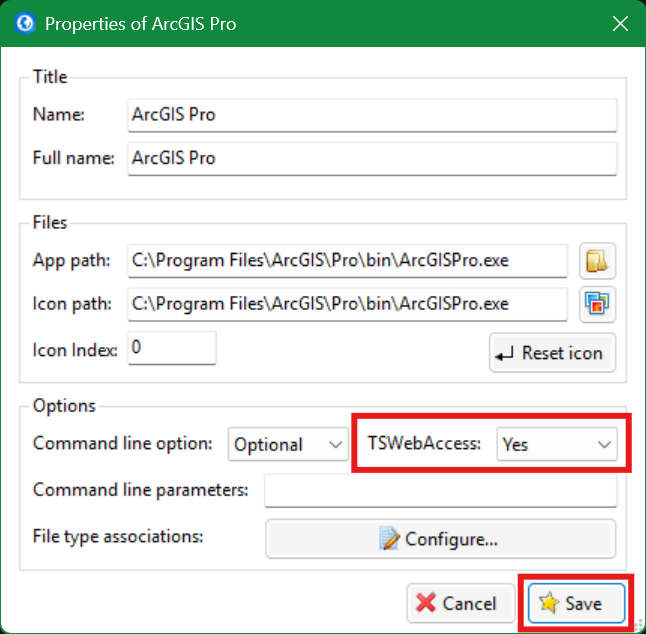 Properties of ArcGIS Pro
Title
Name: ArcGIS Pro
Full name: ArcGIS Pro
Files
App path: C:\Program Files\ArcGIS\Pro\bin\ArcGISPro.exe
Icon path: C:\Program Files\ArcGIS\Pro\bin\ArcGISPro.exe
Icon Index: 0 Reset icon
Options
Command line option: Optional TSWebAccess: Yes
Command line parameters:
File type associations: Configure...
Cancel Save